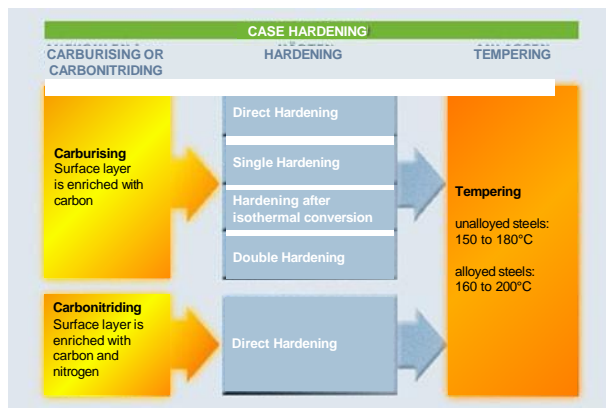 CASE HARDENING
CARBURISING OR
CARBONITRIDING
HARDENING
TEMPERING
Carburising
Surface layer
is enriched with
carbon
Direct Hardening
Single Hardening
Hardening after
isothermal conversion
Double Hardening
Tempering
unalloyed steels:
150 to 180°C
alloyed steels:
160 to 200°C
Carbonitriding
Surface layer is
enriched with
carbon and
nitrogen
Direct Hardening